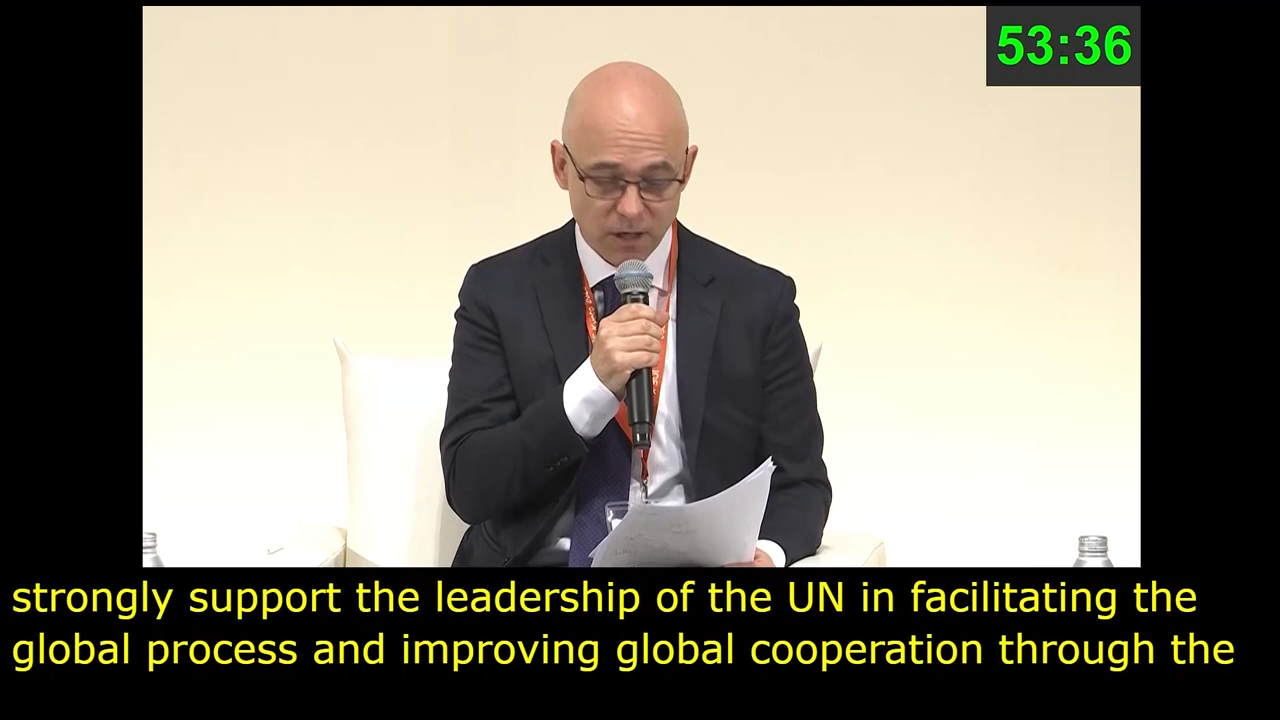 53:36
strongly support the leadership of the UN in facilitating the
global process and improving global cooperation through the